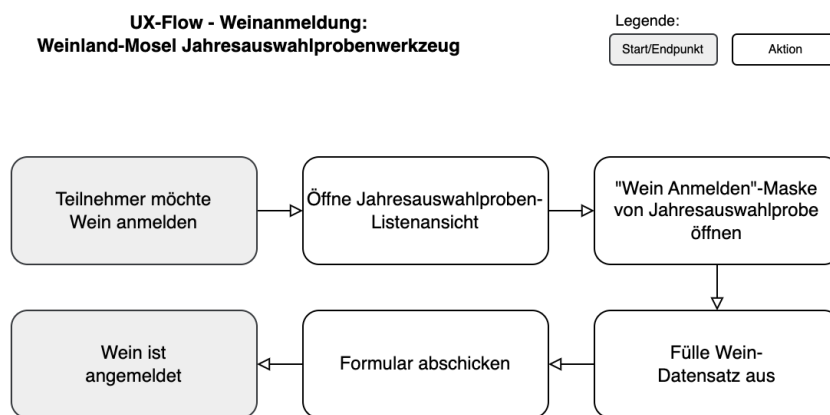 UX-Flow - Weinanmeldung:
Weinland-Mosel Jahresauswahlprobenwerkzeug
Legende:
Start/Endpunkt
Aktion
Teilnehmer möchte
Wein anmelden
Öffne Jahresauswahlproben-
Listenansicht
"Wein Anmelden"-Maske
von Jahresauswahlprobe
öffnen
Wein ist
angemeldet
Formular abschicken
Fülle Wein-
Datensatz aus